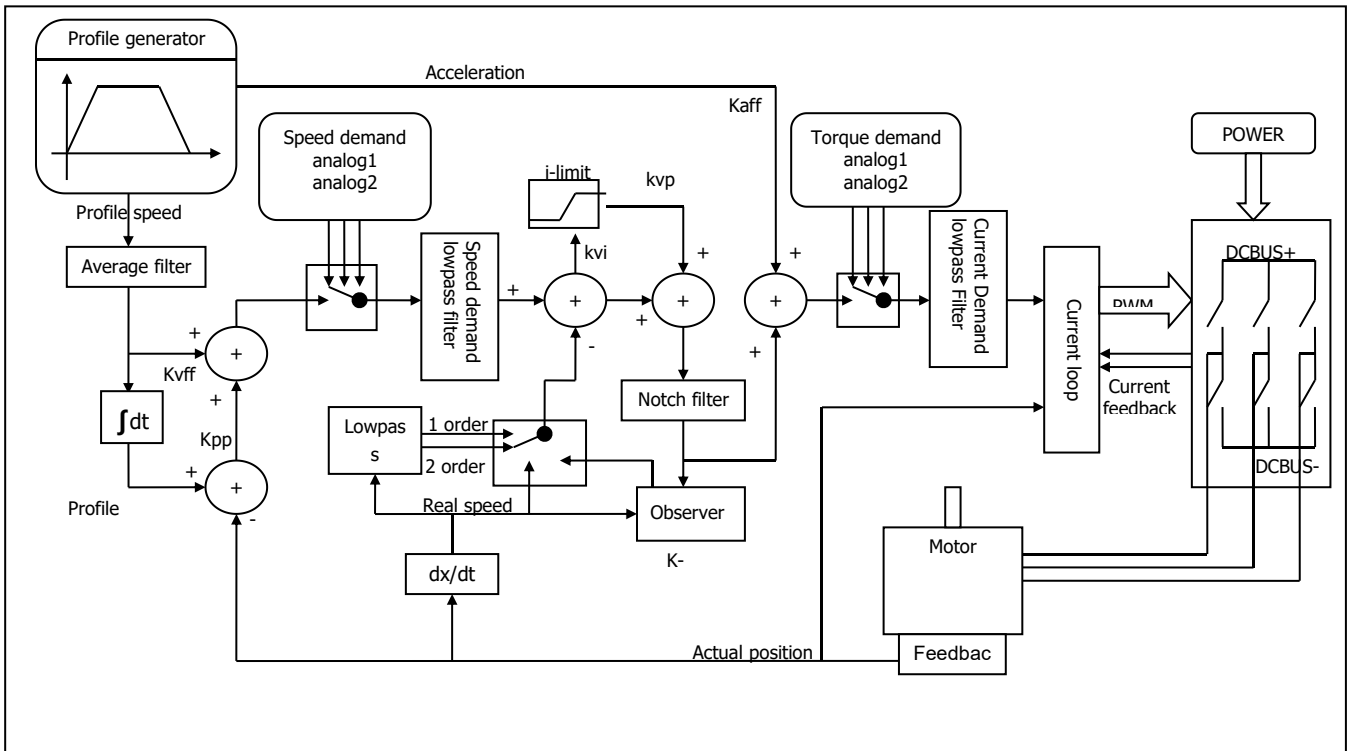 Profile generator
Acceleration
Kaff
Speed demand
analog1
analog2
Torque demand
analog1
analog2
POWER
i-limit
kvp
Profile speed
Average filter
kvi
Speed demand
lowpass filter
Current Demand
lowpass Filter
Current loop
PWM
DCBUS+
+
+
+
+
+
+
-
+
+
+
Kvff
+
+
Current
feedback
∫dt
Kpp
Notch filter
Lowpas
s
1 order
2 order
+
+
-
Profile
Real speed
Observer
K-
DCBUS-
Motor
dx/dt
Actual position
Feedbac